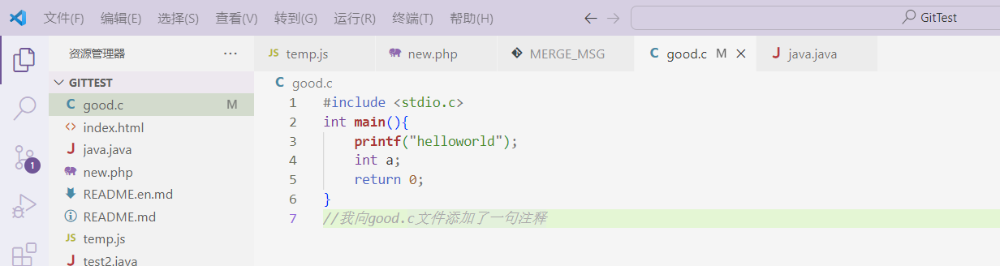 文件(F) 编辑(E) 选择(S) 查看(V) 转到(G) 运行(R) 终端(T) 帮助(H) GitTest
资源管理器 ··· JS temp.js new.php MERGE_MSG C good.c M J java.java
GITTEST
C good.c M
<> index.html
J java.java
new.php
README.en.md
README.md
JS temp.js
J test2.java
1
C good.c
1 #include <stdio.c>
2 int main(){
3 printf("helloworld");
4 int a;
5 return 0;
6 }
7 //我向good.c文件添加了一句注释